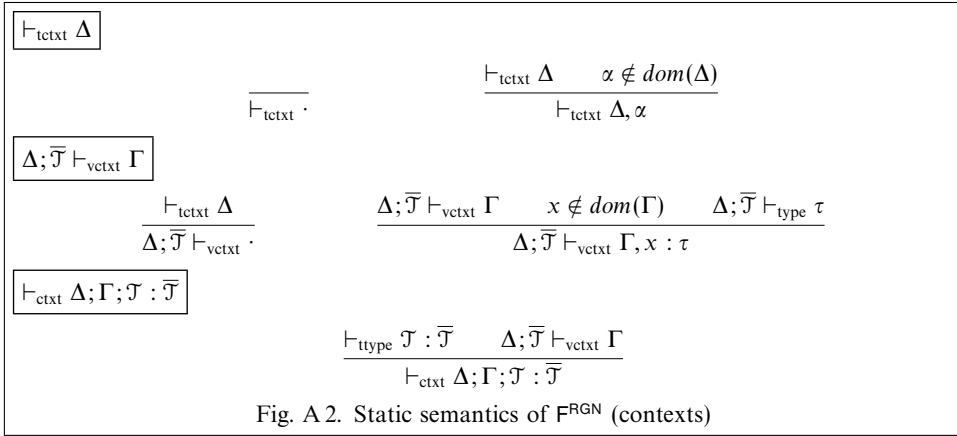 ⊢tctxt Δ
⊢tctxt Δ α ∉ dom(Δ)
⊢tctxt · ⊢tctxt Δ, α
Δ; 𝒯̅ ⊢vctxt Γ
⊢tctxt Δ Δ; 𝒯̅ ⊢vctxt Γ x ∉ dom(Γ) Δ; 𝒯̅ ⊢type τ
Δ; 𝒯̅ ⊢vctxt · Δ; 𝒯̅ ⊢vctxt Γ, x : τ
⊢ctxt Δ; Γ; 𝒯 : 𝒯̅
⊢ttype 𝒯 : 𝒯̅ Δ; 𝒯̅ ⊢vctxt Γ
⊢ctxt Δ; Γ; 𝒯 : 𝒯̅
Fig. A 2. Static semantics of F^RGN (contexts)